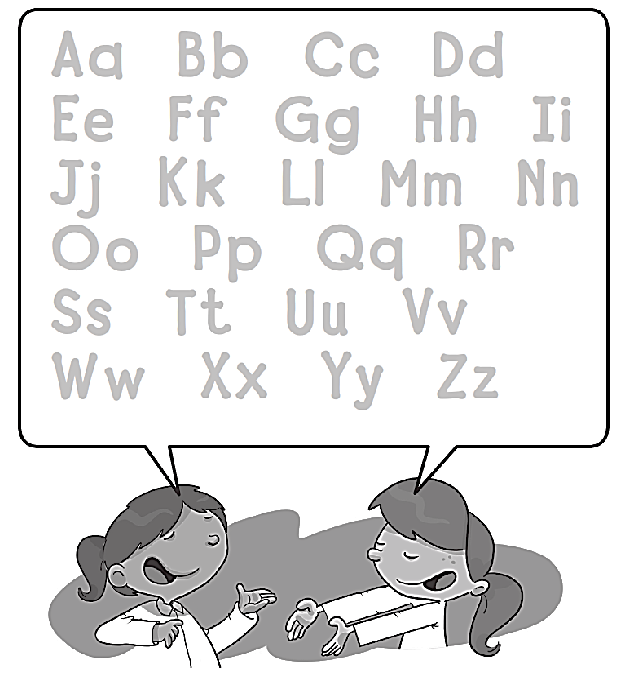 Aa Bb Cc Dd
Ee Ff Gg Hh Ii
Jj Kk Ll Mm Nn
Oo Pp Qq Rr
Ss Tt Uu Vv
Ww Xx Yy Zz